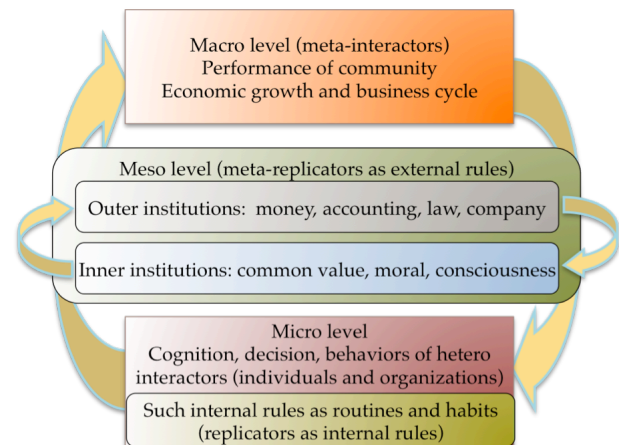 Macro level (meta-interactors)
Performance of community
Economic growth and business cycle
Meso level (meta-replicators as external rules)
Outer institutions: money, accounting, law, company
Inner institutions: common value, moral, consciousness
Micro level
Cognition, decision, behaviors of hetero
interactors (individuals and organizations)
Such internal rules as routines and habits
(replicators as internal rules)